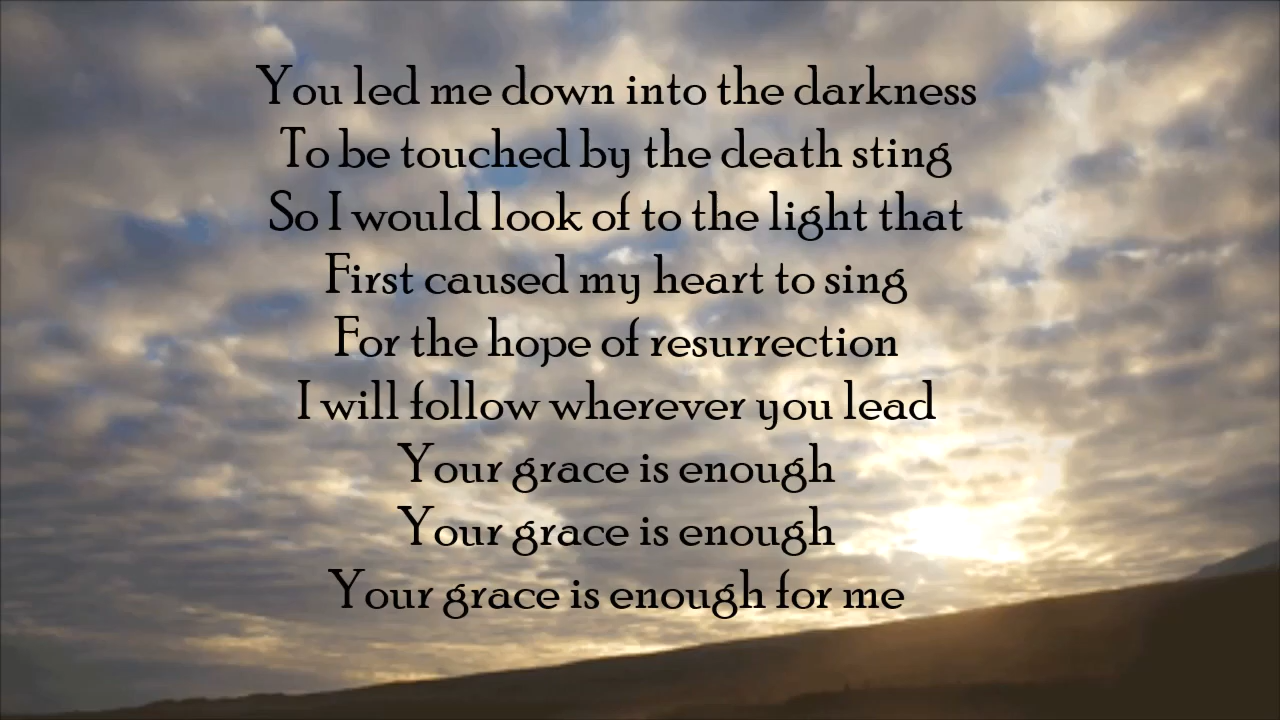 You led me down into the darkness
To be touched by the death sting
So I would look of to the light that
First caused my heart to sing
For the hope of resurrection
I will follow wherever you lead
Your grace is enough
Your grace is enough
Your grace is enough for me